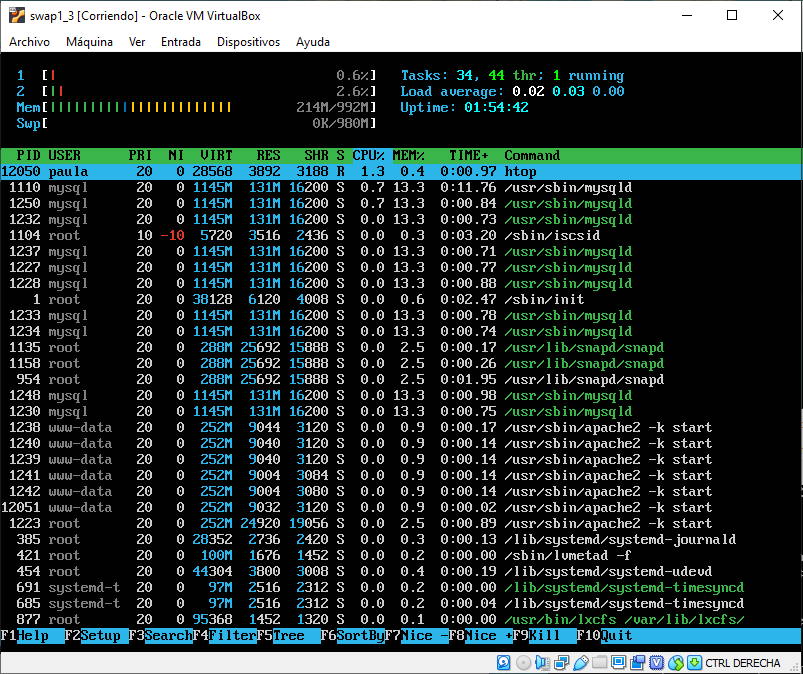 swap1_3 [Corriendo] - Oracle VM VirtualBox
Archivo Máquina Ver Entrada Dispositivos Ayuda
1 [|| 0.6%] Tasks: 34, 44 thr; 1 running
2 [|| 2.6%] Load average: 0.02 0.03 0.00
Mem[||||||||||||||||||||||| 214M/992M] Uptime: 01:54:42
Swp[ 0K/980M]
PID USER PRI NI VIRT RES SHR S CPU% MEM% TIME+ Command
12050 paula 20 0 28568 3892 3188 R 1.3 0.4 0:00.97 htop
1110 mysql 20 0 1145M 131M 16200 S 0.7 13.3 0:11.76 /usr/sbin/mysqld
1250 mysql 20 0 1145M 131M 16200 S 0.7 13.3 0:00.84 /usr/sbin/mysqld
1232 mysql 20 0 1145M 131M 16200 S 0.0 13.3 0:00.73 /usr/sbin/mysqld
1104 root 10 -10 5720 3516 2436 S 0.0 0.3 0:03.20 /sbin/iscsid
1237 mysql 20 0 1145M 131M 16200 S 0.0 13.3 0:00.71 /usr/sbin/mysqld
1227 mysql 20 0 1145M 131M 16200 S 0.0 13.3 0:00.77 /usr/sbin/mysqld
1228 mysql 20 0 1145M 131M 16200 S 0.0 13.3 0:00.88 /usr/sbin/mysqld
1 root 20 0 38128 6120 4008 S 0.0 0.6 0:02.47 /sbin/init
1233 mysql 20 0 1145M 131M 16200 S 0.0 13.3 0:00.78 /usr/sbin/mysqld
1234 mysql 20 0 1145M 131M 16200 S 0.0 13.3 0:00.74 /usr/sbin/mysqld
1135 root 20 0 288M 25692 15888 S 0.0 2.5 0:00.17 /usr/lib/snapd/snapd
1158 root 20 0 288M 25692 15888 S 0.0 2.5 0:00.26 /usr/lib/snapd/snapd
954 root 20 0 288M 25692 15888 S 0.0 2.5 0:01.95 /usr/lib/snapd/snapd
1248 mysql 20 0 1145M 131M 16200 S 0.0 13.3 0:00.98 /usr/sbin/mysqld
1230 mysql 20 0 1145M 131M 16200 S 0.0 13.3 0:00.75 /usr/sbin/mysqld
1238 www-data 20 0 252M 9044 3120 S 0.0 0.9 0:00.17 /usr/sbin/apache2 -k start
1240 www-data 20 0 252M 9040 3120 S 0.0 0.9 0:00.14 /usr/sbin/apache2 -k start
1239 www-data 20 0 252M 9040 3120 S 0.0 0.9 0:00.14 /usr/sbin/apache2 -k start
1241 www-data 20 0 252M 9004 3084 S 0.0 0.9 0:00.14 /usr/sbin/apache2 -k start
1242 www-data 20 0 252M 9004 3080 S 0.0 0.9 0:00.14 /usr/sbin/apache2 -k start
12051 www-data 20 0 252M 9032 3120 S 0.0 0.9 0:00.02 /usr/sbin/apache2 -k start
1223 root 20 0 252M 24920 19056 S 0.0 2.5 0:00.89 /usr/sbin/apache2 -k start
385 root 20 0 28352 2736 2420 S 0.0 0.3 0:00.13 /lib/systemd/systemd-journald
421 root 20 0 100M 1676 1452 S 0.0 0.2 0:00.00 /sbin/lvmetad -f
454 root 20 0 44304 3800 3008 S 0.0 0.4 0:00.19 /lib/systemd/systemd-udevd
691 systemd-t 20 0 97M 2516 2312 S 0.0 0.2 0:00.00 /lib/systemd/systemd-timesyncd
685 systemd-t 20 0 97M 2516 2312 S 0.0 0.2 0:00.04 /lib/systemd/systemd-timesyncd
877 root 20 0 95368 1452 1320 S 0.0 0.1 0:00.00 /usr/bin/lxcfs /var/lib/lxcfs/
F1Help F2Setup F3SearchF4FilterF5Tree F6SortByF7Nice -F8Nice +F9Kill F10Quit
CTRL DERECHA